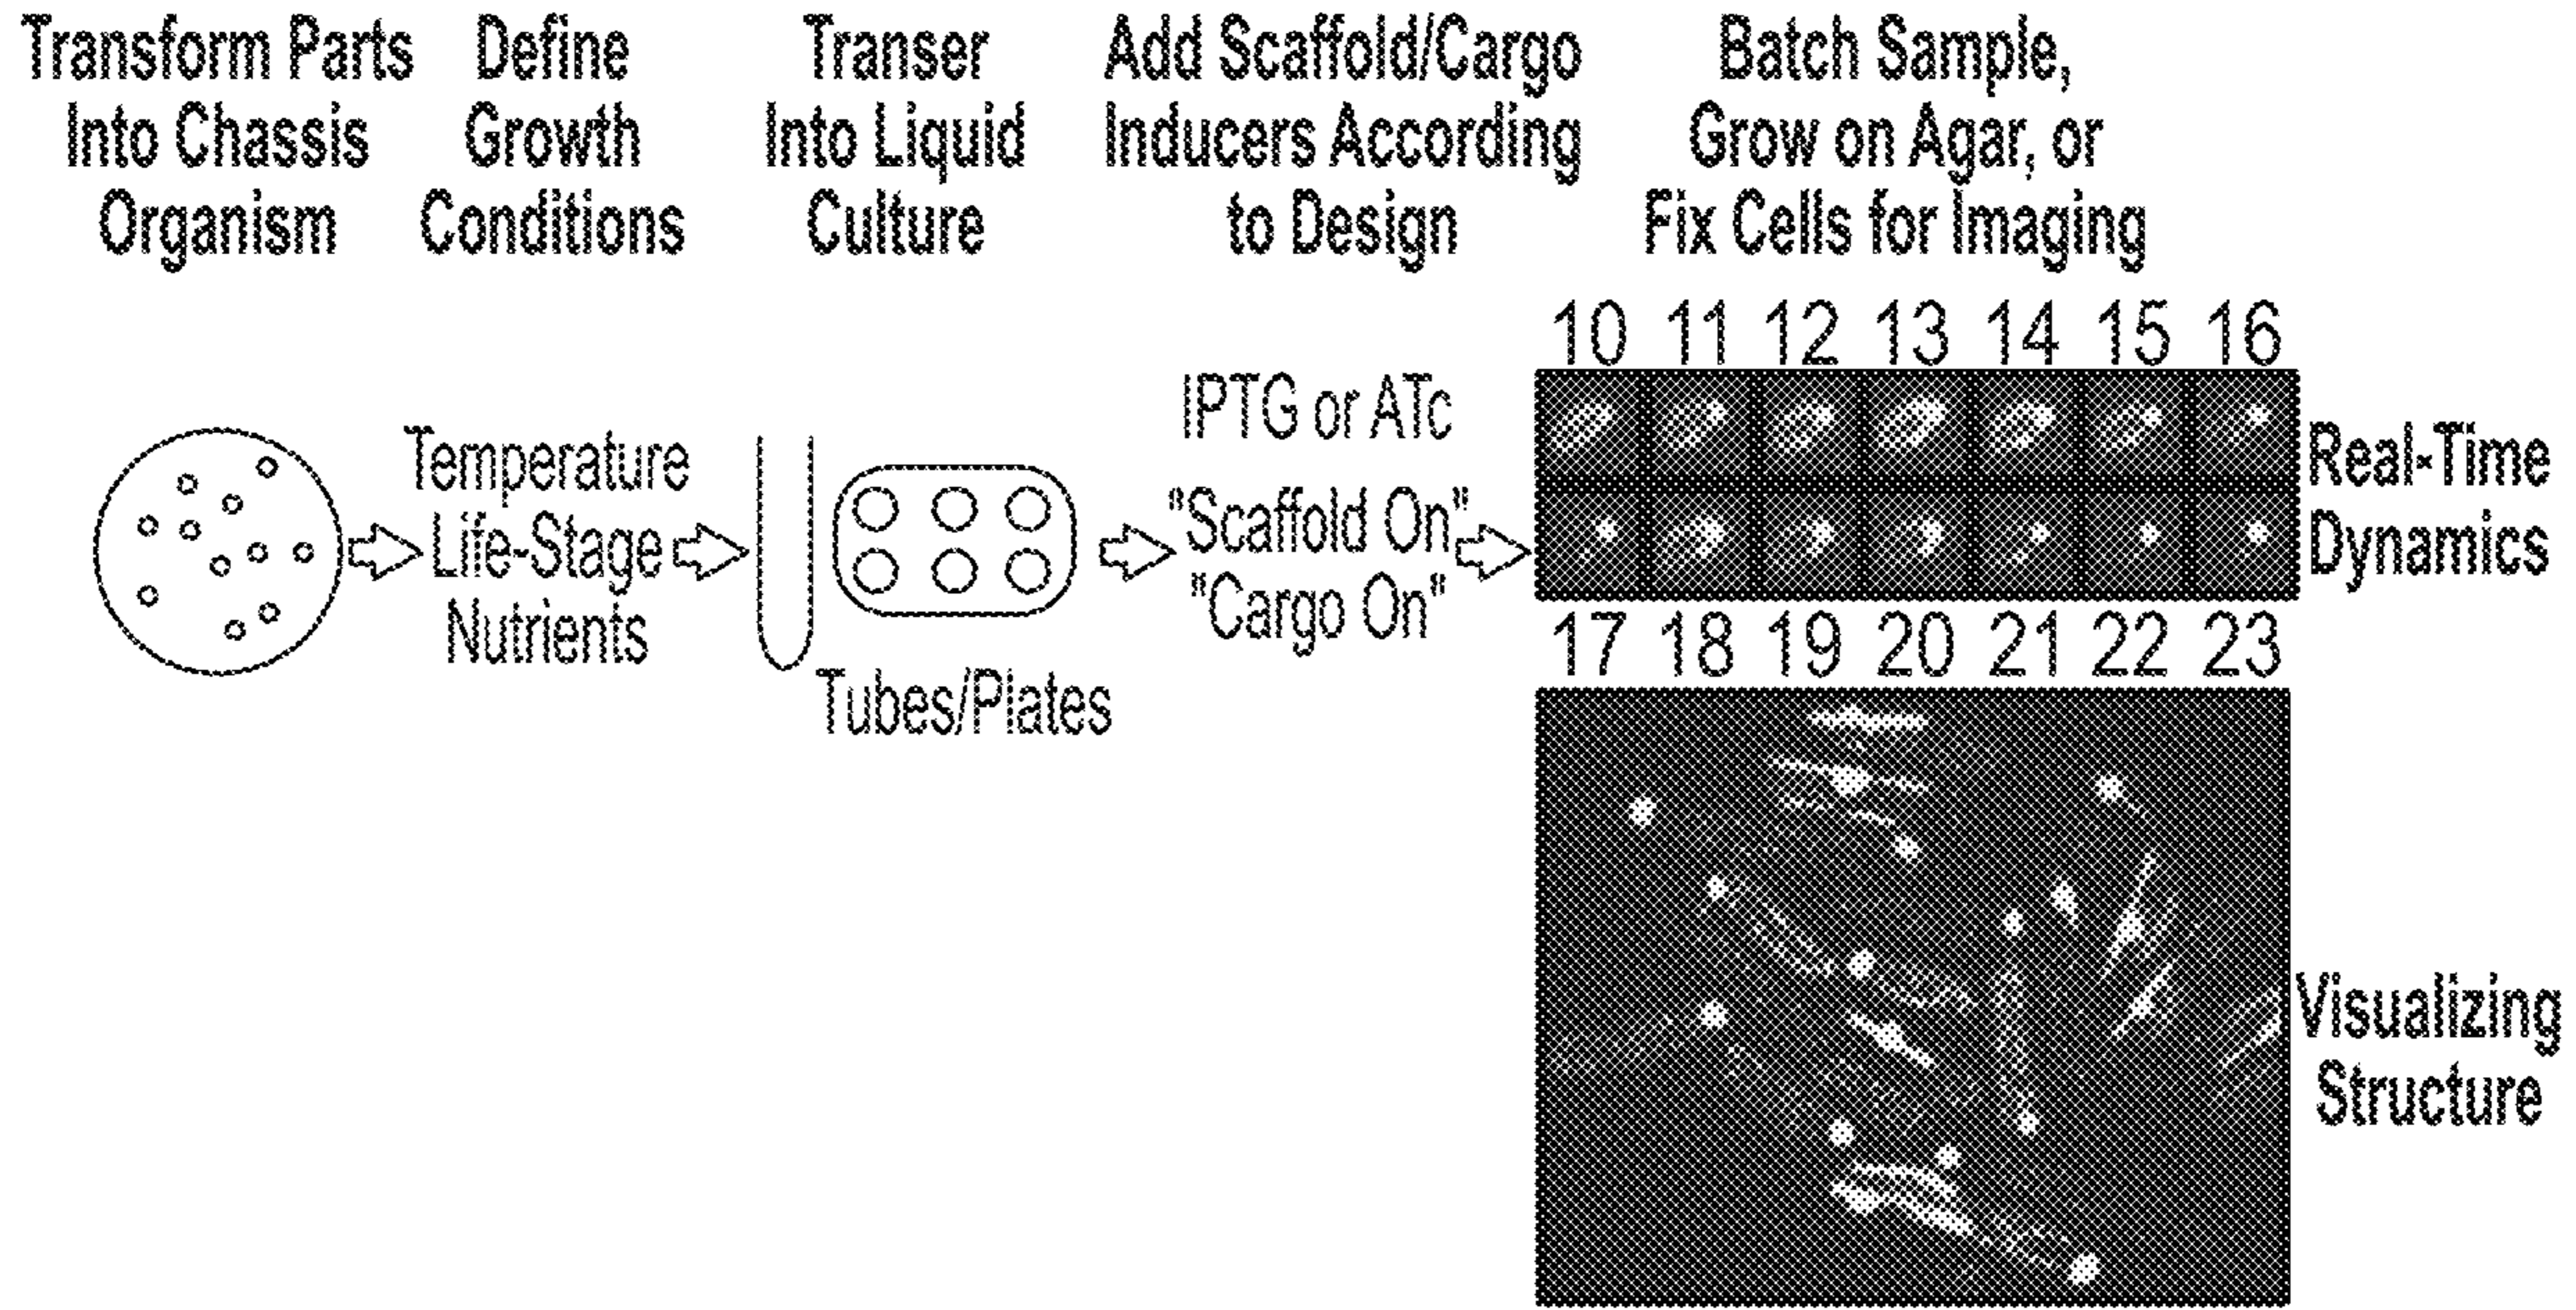 Transform Parts
Into Chassis
Organism
Define
Growth
Conditions
Transer
Into Liquid
Culture
Add Scaffold/Cargo
Inducers According
to Design
Batch Sample,
Grow on Agar, or
Fix Cells for Imaging
Temperature
Life-Stage
Nutrients
Tubes/Plates
IPTG or ATc
"Scaffold On"
"Cargo On"
10 11 12 13 14 15 16
Real-Time
Dynamics
17 18 19 20 21 22 23
Visualizing
Structure